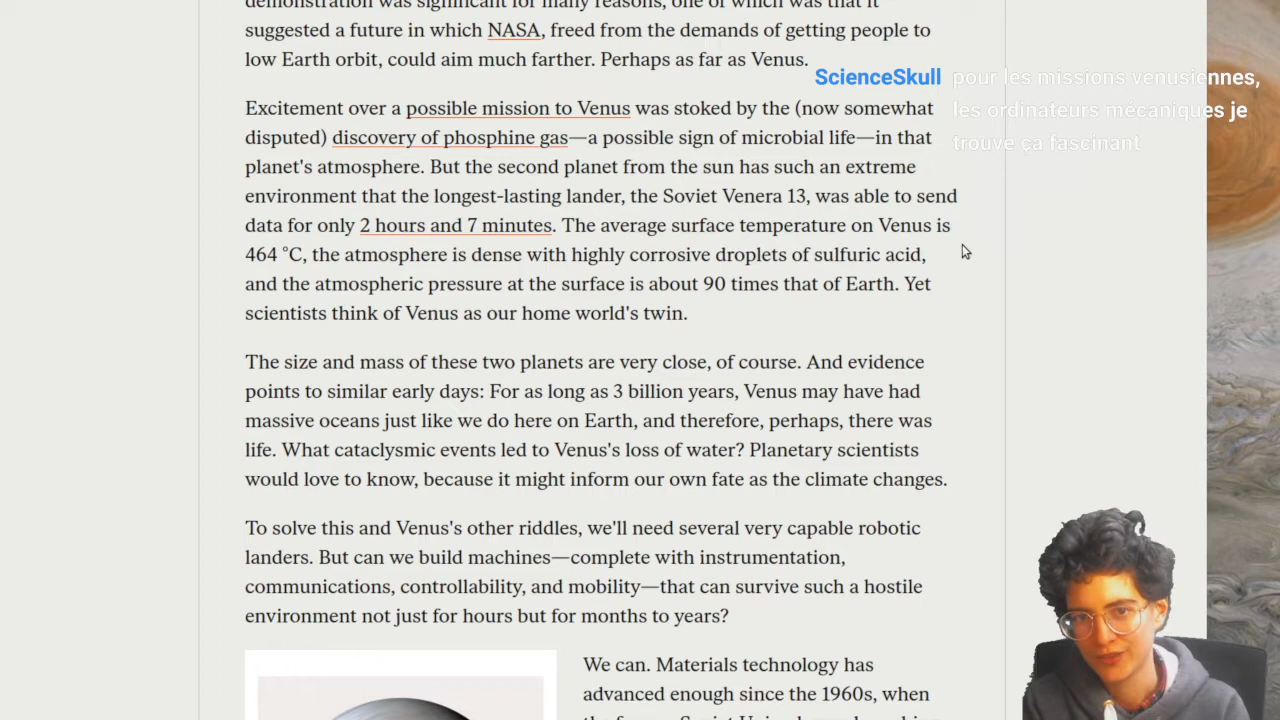 demonstration was significant for many reasons, one of which was that it
suggested a future in which NASA, freed from the demands of getting people to
low Earth orbit, could aim much farther. Perhaps as far as Venus.
ScienceSkull pour les missions venusiennes,
les ordinateurs mécaniques je
trouve ça fascinant
Excitement over a possible mission to Venus was stoked by the (now somewhat
disputed) discovery of phosphine gas—a possible sign of microbial life—in that
planet's atmosphere. But the second planet from the sun has such an extreme
environment that the longest-lasting lander, the Soviet Venera 13, was able to send
data for only 2 hours and 7 minutes. The average surface temperature on Venus is
464 °C, the atmosphere is dense with highly corrosive droplets of sulfuric acid,
and the atmospheric pressure at the surface is about 90 times that of Earth. Yet
scientists think of Venus as our home world's twin.
The size and mass of these two planets are very close, of course. And evidence
points to similar early days: For as long as 3 billion years, Venus may have had
massive oceans just like we do here on Earth, and therefore, perhaps, there was
life. What cataclysmic events led to Venus's loss of water? Planetary scientists
would love to know, because it might inform our own fate as the climate changes.
To solve this and Venus's other riddles, we'll need several very capable robotic
landers. But can we build machines—complete with instrumentation,
communications, controllability, and mobility—that can survive such a hostile
environment not just for hours but for months to years?
We can. Materials technology has
advanced enough since the 1960s, when